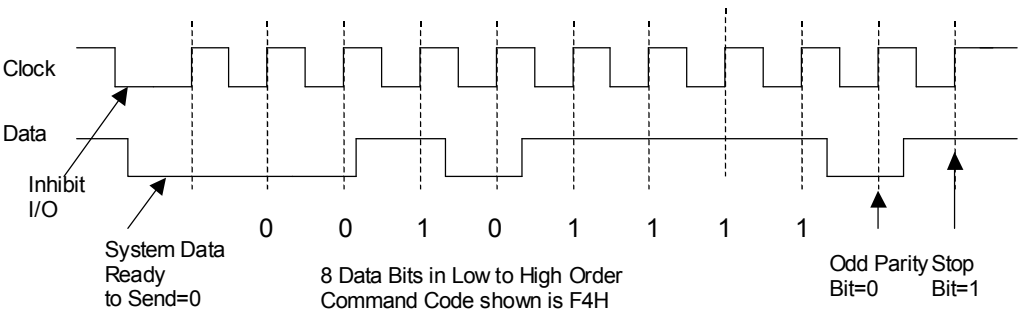 Clock
Data
Inhibit
I/O
0 0 1 0 1 1 1 1
System Data
Ready
to Send=0
8 Data Bits in Low to High Order
Command Code shown is F4H
Odd Parity
Bit=0
Stop
Bit=1